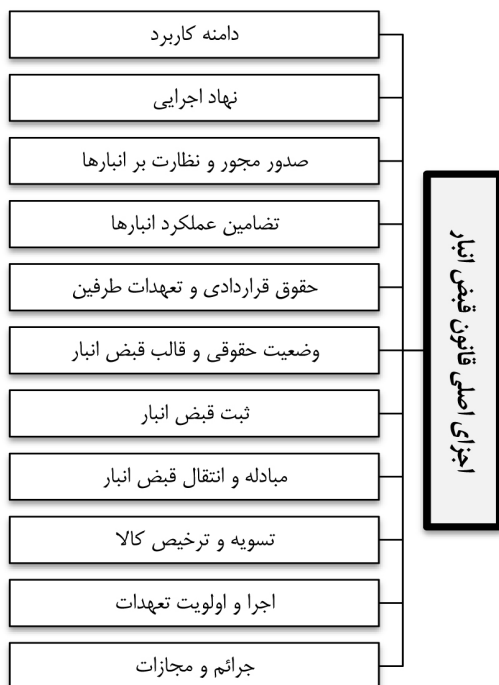 اجزای اصلی قانون قبض انبار
دامنه کاربرد
نهاد اجرایی
صدور مجور و نظارت بر انبارها
تضامین عملکرد انبارها
حقوق قراردادی و تعهدات طرفین
وضعیت حقوقی و قالب قبض انبار
ثبت قبض انبار
مبادله و انتقال قبض انبار
تسویه و ترخیص کالا
اجرا و اولویت تعهدات
جرائم و مجازات